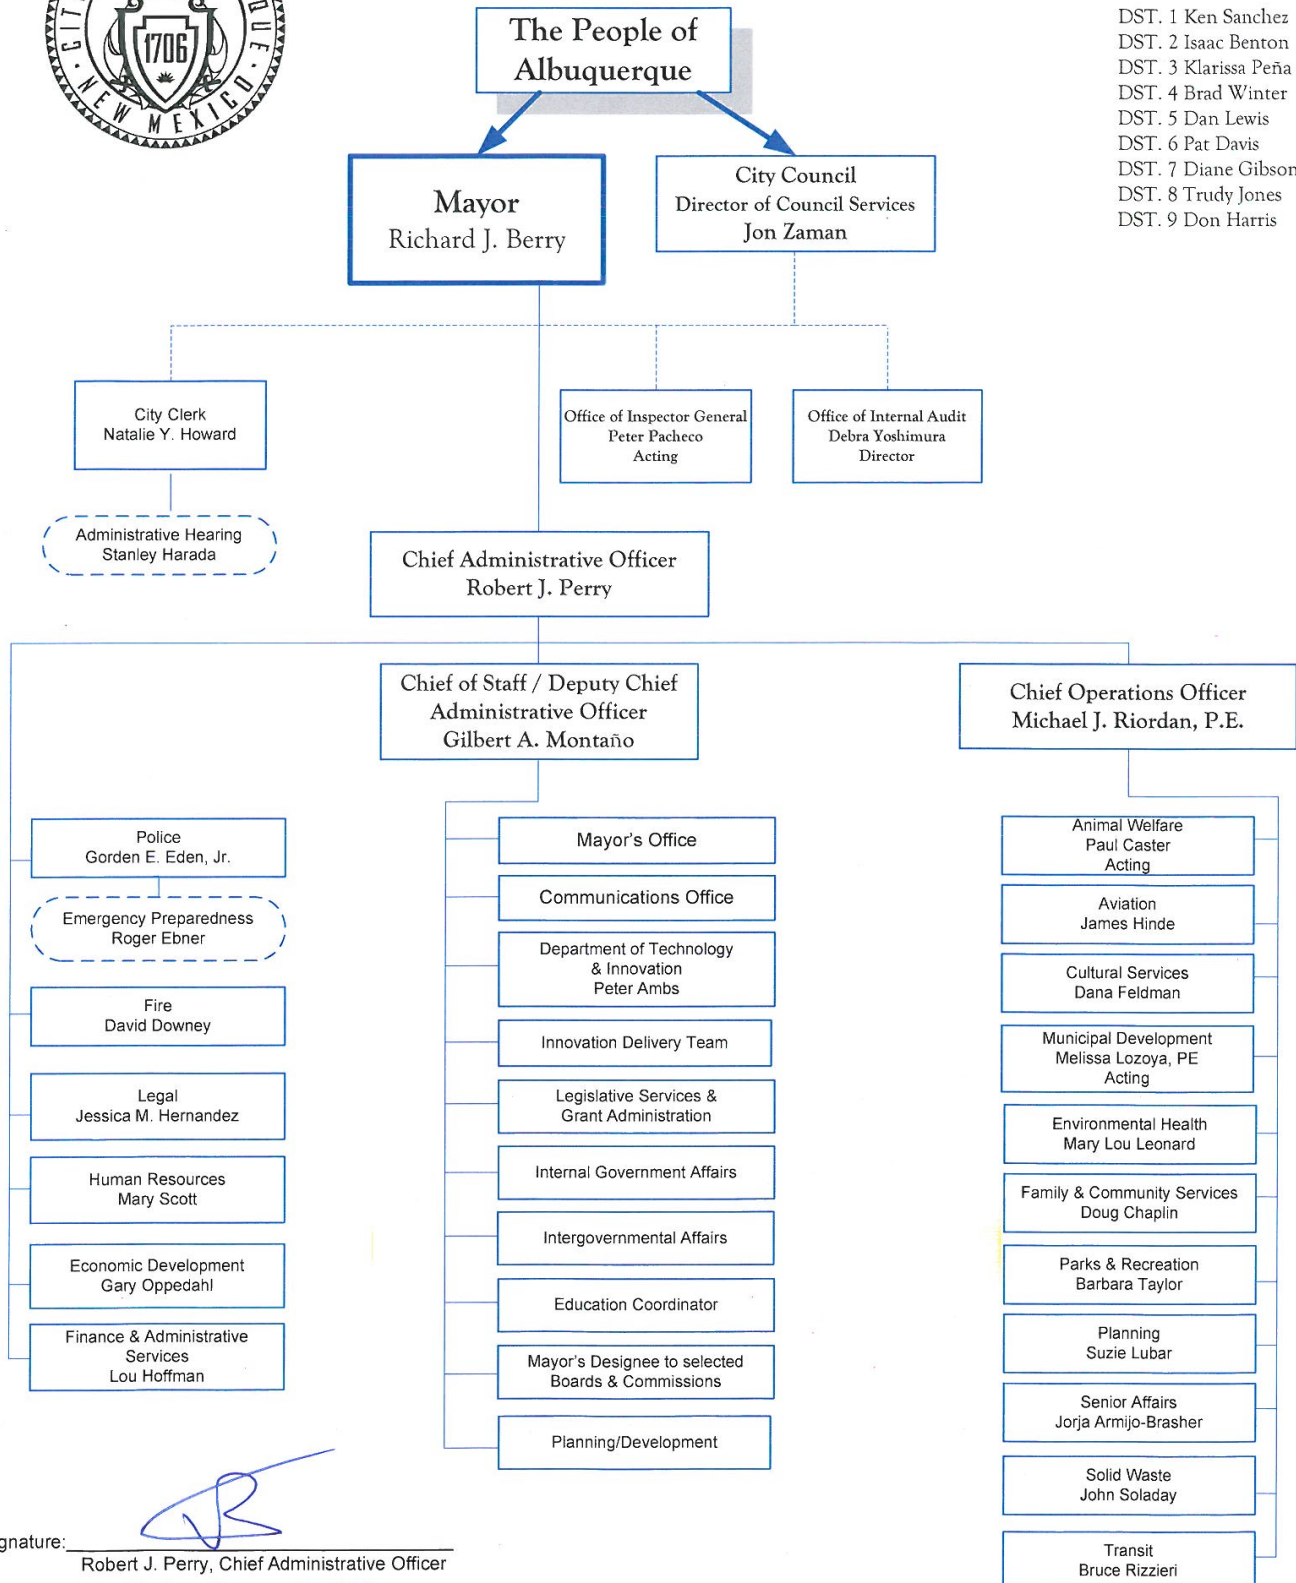 1706
NEW MEXICO
The People of
Albuquerque
DST. 1 Ken Sanchez
DST. 2 Isaac Benton
DST. 3 Klarissa Peña
DST. 4 Brad Winter
DST. 5 Dan Lewis
DST. 6 Pat Davis
DST. 7 Diane Gibson
DST. 8 Trudy Jones
DST. 9 Don Harris
Mayor
Richard J. Berry
City Council
Director of Council Services
Jon Zaman
City Clerk
Natalie Y. Howard
Office of Inspector General
Peter Pacheco
Acting
Office of Internal Audit
Debra Yoshimura
Director
Administrative Hearing
Stanley Harada
Chief Administrative Officer
Robert J. Perry
Chief of Staff / Deputy Chief
Administrative Officer
Gilbert A. Montaño
Chief Operations Officer
Michael J. Riordan, P.E.
Police
Gorden E. Eden, Jr.
Emergency Preparedness
Roger Ebner
Fire
David Downey
Legal
Jessica M. Hernandez
Human Resources
Mary Scott
Economic Development
Gary Oppedahl
Finance & Administrative
Services
Lou Hoffman
Mayor's Office
Communications Office
Department of Technology
& Innovation
Peter Ambs
Innovation Delivery Team
Legislative Services &
Grant Administration
Internal Government Affairs
Intergovernmental Affairs
Education Coordinator
Mayor's Designee to selected
Boards & Commissions
Planning/Development
Animal Welfare
Paul Caster
Acting
Aviation
James Hinde
Cultural Services
Dana Feldman
Municipal Development
Melissa Lozoya, PE
Acting
Environmental Health
Mary Lou Leonard
Family & Community Services
Doug Chaplin
Parks & Recreation
Barbara Taylor
Planning
Suzie Lubar
Senior Affairs
Jorja Armijo-Brasher
Solid Waste
John Soladay
Transit
Bruce Rizzieri
gnature:
Robert J. Perry, Chief Administrative Officer